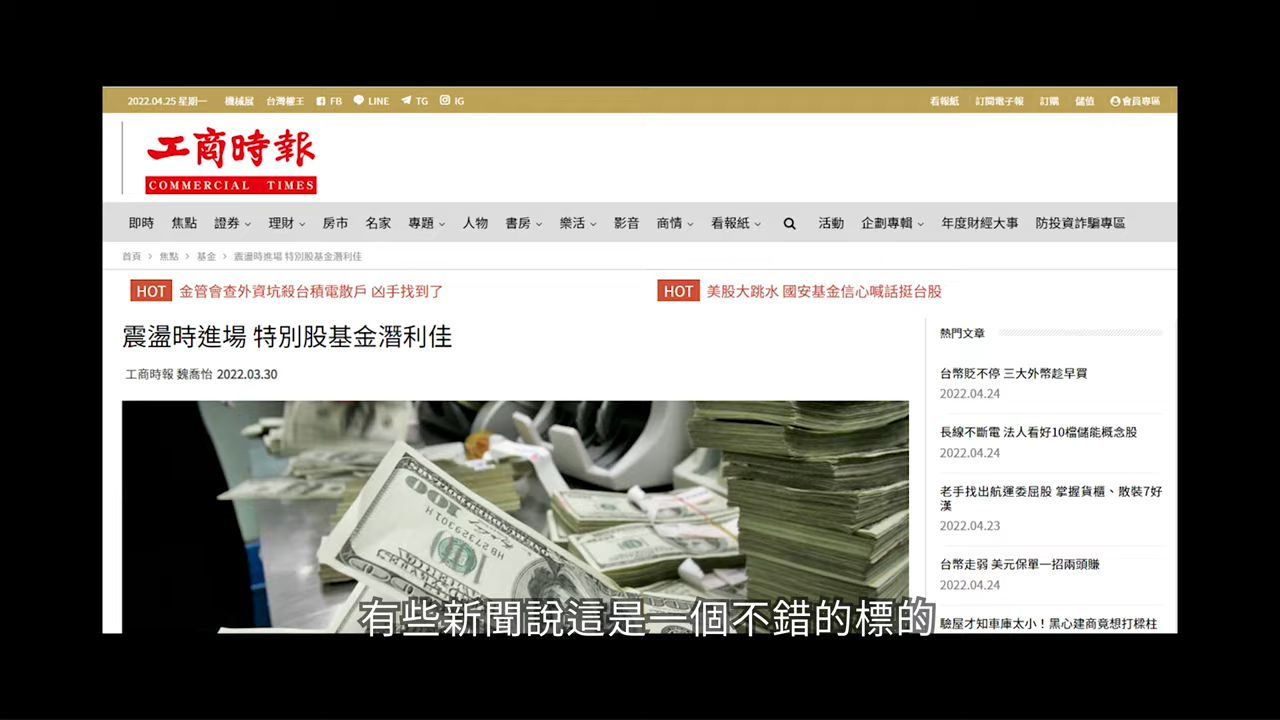 2022.04.25 星期一 機械展 台灣權王 FB LINE TG IG 看報紙 訂閱電子報 訂購 儲值 會員專區
工商時報
COMMERCIAL TIMES
即時 焦點 證券 理財 房市 名家 專題 人物 書房 樂活 影音 商情 看報紙 活動 企劃專輯 年度財經大事 防投資詐騙專區
首頁 > 焦點 > 基金 > 震盪時進場 特別股基金潛利佳
HOT 金管會查外資坑殺台積電散戶 凶手找到了
HOT 美股大跳水 國安基金信心喊話挺台股
震盪時進場 特別股基金潛利佳
工商時報 魏喬怡 2022.03.30
熱門文章
台幣貶不停 三大外幣趁早買
2022.04.24
長線不斷電 法人看好10檔儲能概念股
2022.04.24
老手找出航運委屈股 掌握貨櫃、散裝7好
漢
2022.04.23
台幣走弱 美元保單一招兩頭賺
2022.04.24
驗屋才知車庫太小！黑心建商竟想打樑柱
100
HB27329301
有些新聞說這是一個不錯的標的